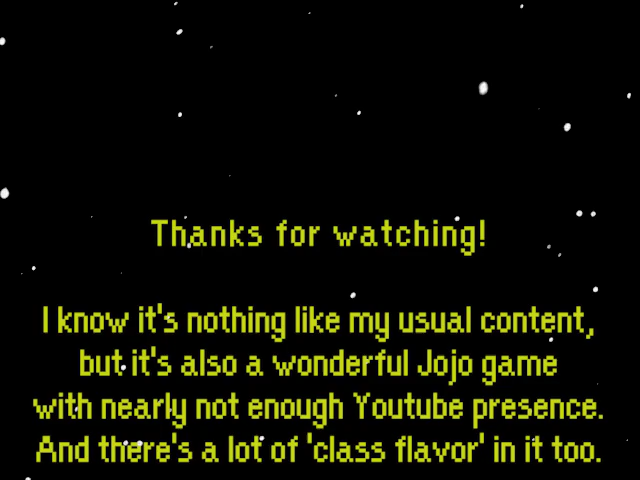 Thanks for watching!
I know it's nothing like my usual content,
but it's also a wonderful Jojo game
with nearly not enough Youtube presence.
And there's a lot of 'class flavor' in it too.